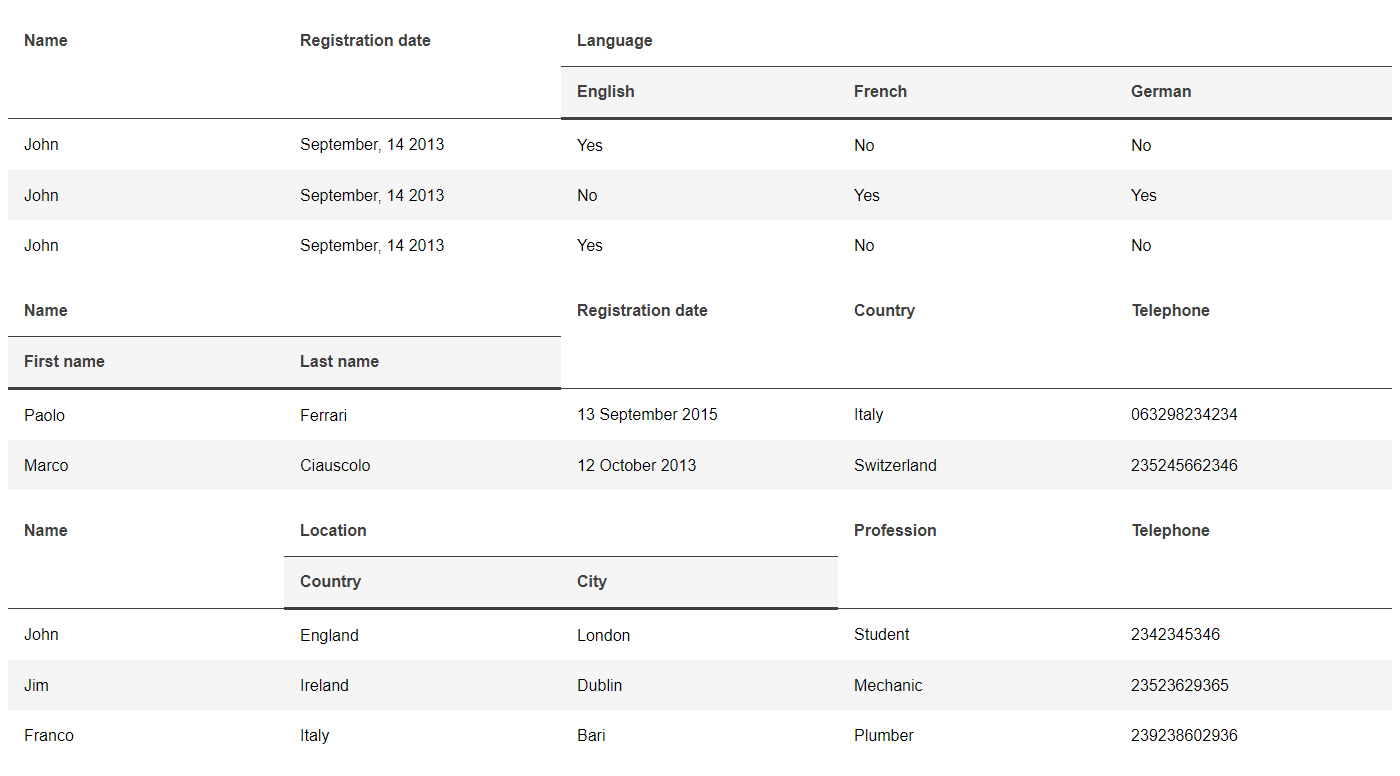 Name Registration date Language
English French German
John September, 14 2013 Yes No No
John September, 14 2013 No Yes Yes
John September, 14 2013 Yes No No
Name Registration date Country Telephone
First name Last name
Paolo Ferrari 13 September 2015 Italy 063298234234
Marco Ciauscolo 12 October 2013 Switzerland 235245662346
Name Location Profession Telephone
Country City
John England London Student 2342345346
Jim Ireland Dublin Mechanic 23523629365
Franco Italy Bari Plumber 239238602936